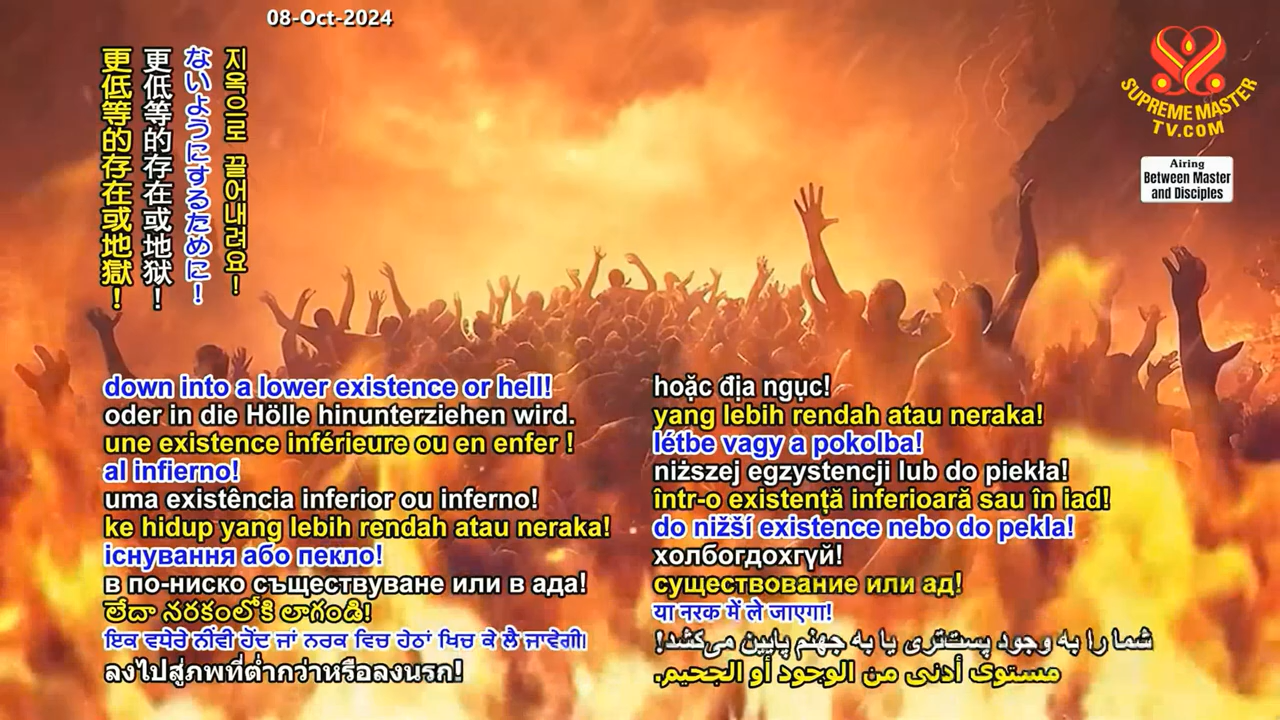 08-Oct-2024
SUPREME MASTER
TV.COM
Airing
Between Master
and Disciples
지옥으로 끌어내려요!
ないようにするために!
更低等的存在或地獄!
更低等的存在或地狱!
down into a lower existence or hell!
oder in die Hölle hinunterziehen wird.
une existence inférieure ou en enfer !
al infierno!
uma existência inferior ou inferno!
ke hidup yang lebih rendah atau neraka!
існування або пекло!
в по-ниско съществуване или в ада!
లేదా నరకంలోకి లాగండి!
ਇਕ ਵਧੇਰੇ ਨੀਂਵੀ ਹੋਂਦ ਜਾਂ ਨਰਕ ਵਿਚ ਹੇਠਾਂ ਖਿਚ ਕੇ ਲੈ ਜਾਵੇਗੀ।
ลงไปสู่ภพที่ต่ำกว่าหรือลงนรก!
hoặc địa ngục!
yang lebih rendah atau neraka!
létbe vagy a pokolba!
niższej egzystencji lub do piekła!
într-o existență inferioară sau în iad!
do nižší existence nebo do pekla!
холбогдохгүй!
существование или ад!
या नरक में ले जाएगा!
شما را به وجود پست‌تری یا به جهنم پایین می‌کشد!
مستوى أدنى من الوجود أو الجحيم.